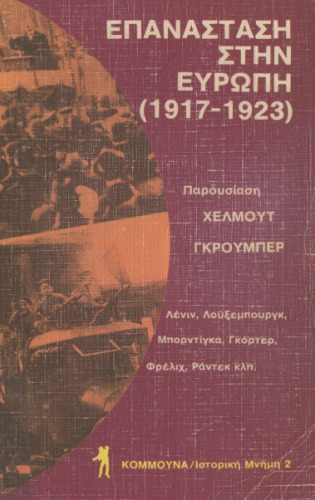 ΕΠΑΝΑΣΤΑΣΗ
ΣΤΗΝ
ΕΥΡΩΠΗ
(1917-1923)
Παρουσίαση
ΧΕΛΜΟΥΤ
ΓΚΡΟΥΜΠΕΡ
Λένιν, Λούξεμπουργκ,
Μπορντίγκα, Γκόρτερ,
Φρέλιχ, Ράντεκ κλπ.
ΚΟΜΜΟΥΝΑ/Ιστορική Μνήμη 2